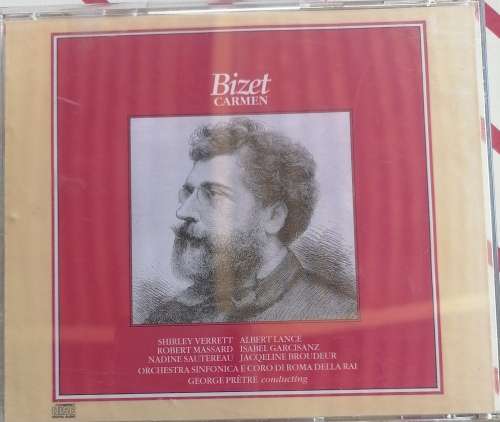 Bizet
CARMEN
SHIRLEY VERRETT ALBERT LANCE
ROBERT MASSARD ISABEL GARCISANZ
NADINE SAUTEREAU JACQELINE BROUDEUR
ORCHESTRA SINFONICA E CORO DI ROMA DELLA RAI
GEORGE PRÊTRE conducting